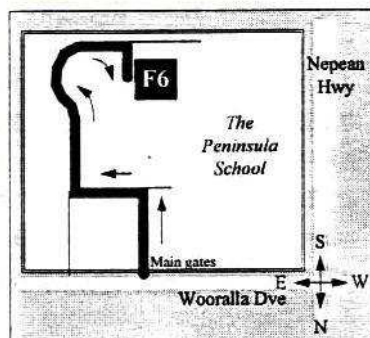 F6
Nepean
Hwy
The
Peninsula
School
Main gates
S
E W
Wooralla Dve
N